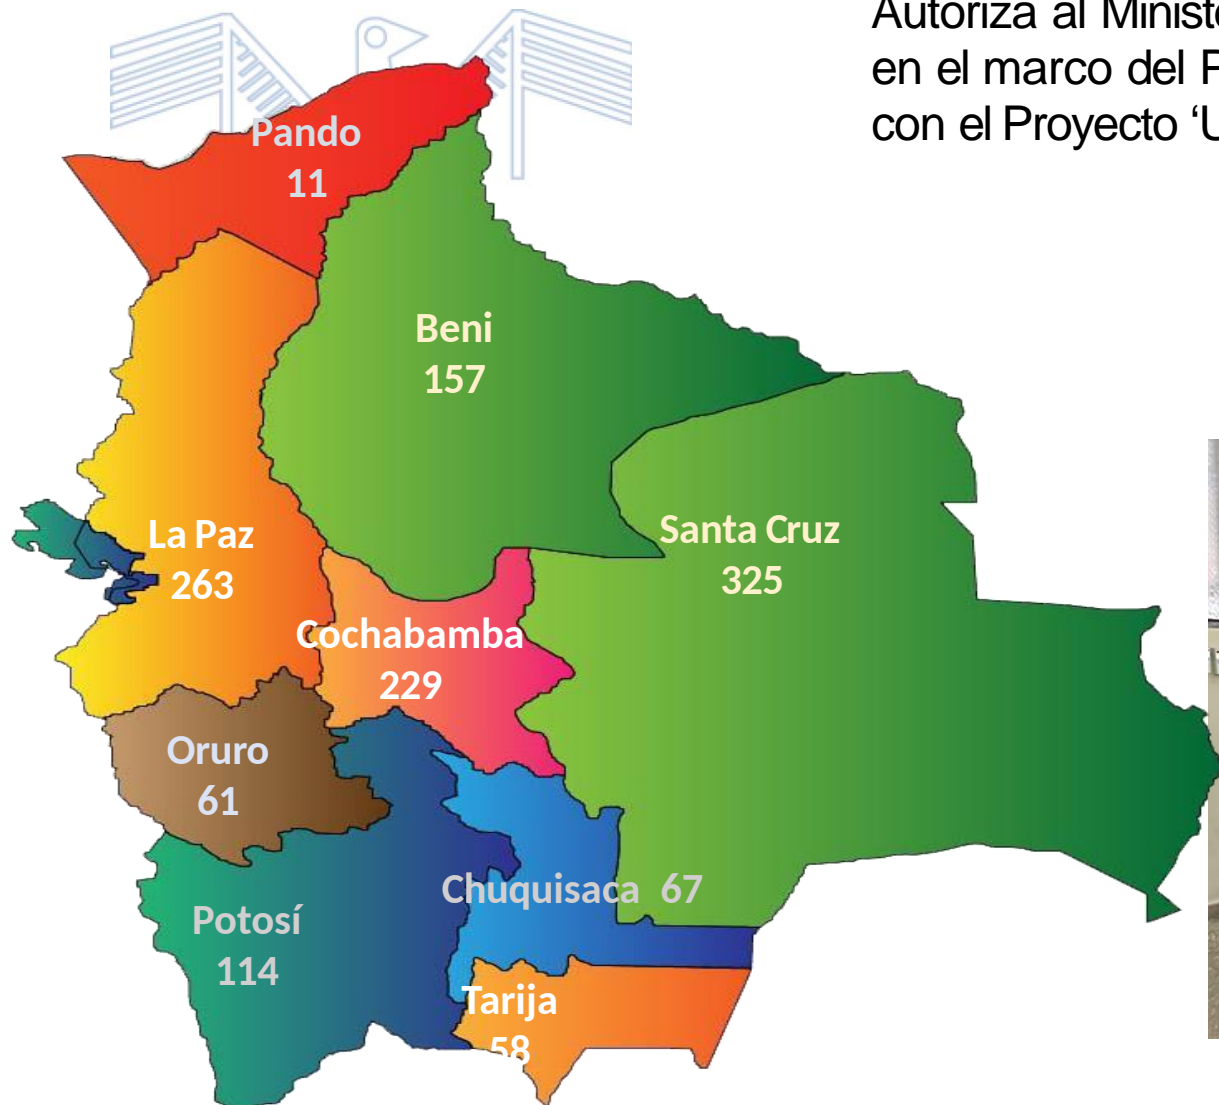 Autoriza al
en el marco del
con el Proyecto
Pando
11
Beni
157
La Paz
263
Santa Cruz
325
Cochabamba
229
Oruro
61
Chuquisaca 67
Potosí
114
Tarija
58